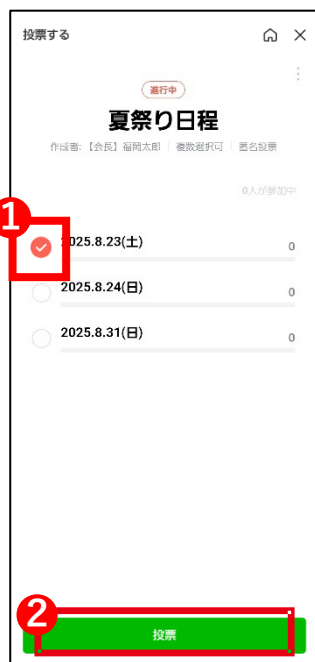 投票する
進行中
夏祭り日程
作成者:【会長】福岡太郎 | 複数選択可 | 匿名投票
0人が参加中
1
2025.8.23(土) 0
2025.8.24(日) 0
2025.8.31(日) 0
2
投票